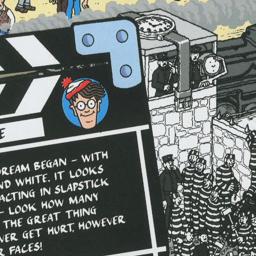 E
DREAM BEGAN – WITH
ND WHITE. IT LOOKS
ACTING IN SLAPSTICK
– LOOK HOW MANY
THE GREAT THING
VER GET HURT, HOWEVER
R FACES!